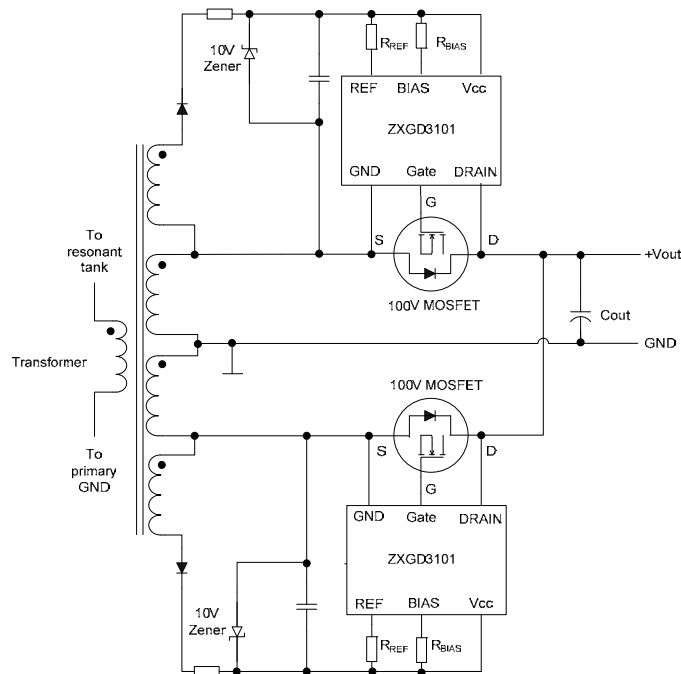 10V
Zener
RREF
RBIAS
REF BIAS Vcc
ZXGD3101
GND Gate DRAIN
G
S D
To
resonant
tank
+Vout
100V MOSFET
Cout
Transformer
GND
100V MOSFET
To
primary
GND
S D
G
GND Gate DRAIN
ZXGD3101
REF BIAS Vcc
10V
Zener
RREF
RBIAS